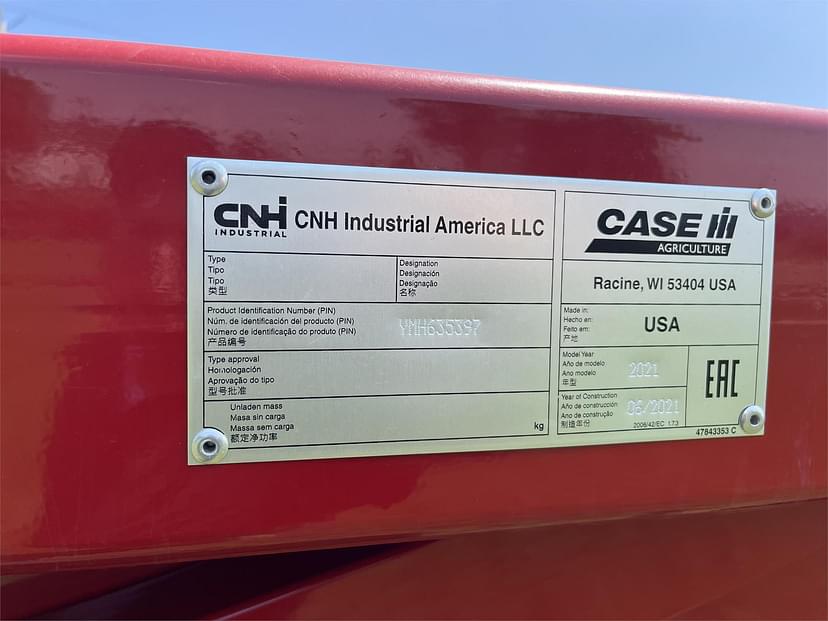 CNHi INDUSTRIAL CNH Industrial America LLC
Type
Tipo
Tipo
类型
Designation
Designación
Designação
名称
Product Identification Number (PIN)
Núm. de identificación del producto (PIN)
Número de identificação do produto (PIN)
产品编号
YMH635397
Type approval
Homologación
Aprovação do tipo
型号批准
Unladen mass
Masa sin carga
Massa sem carga
额定净功率
kg
CASE IH
AGRICULTURE
Racine, WI 53404 USA
Made in:
Hecho en:
Feito em:
产地
USA
Model Year
Año de modelo
Ano modelo
年型
2021
Year of Construction
Año de construcción
Ano de construção
制造年份
06/2021
2006/42/EC 1.7.3
EAC
47843353 C